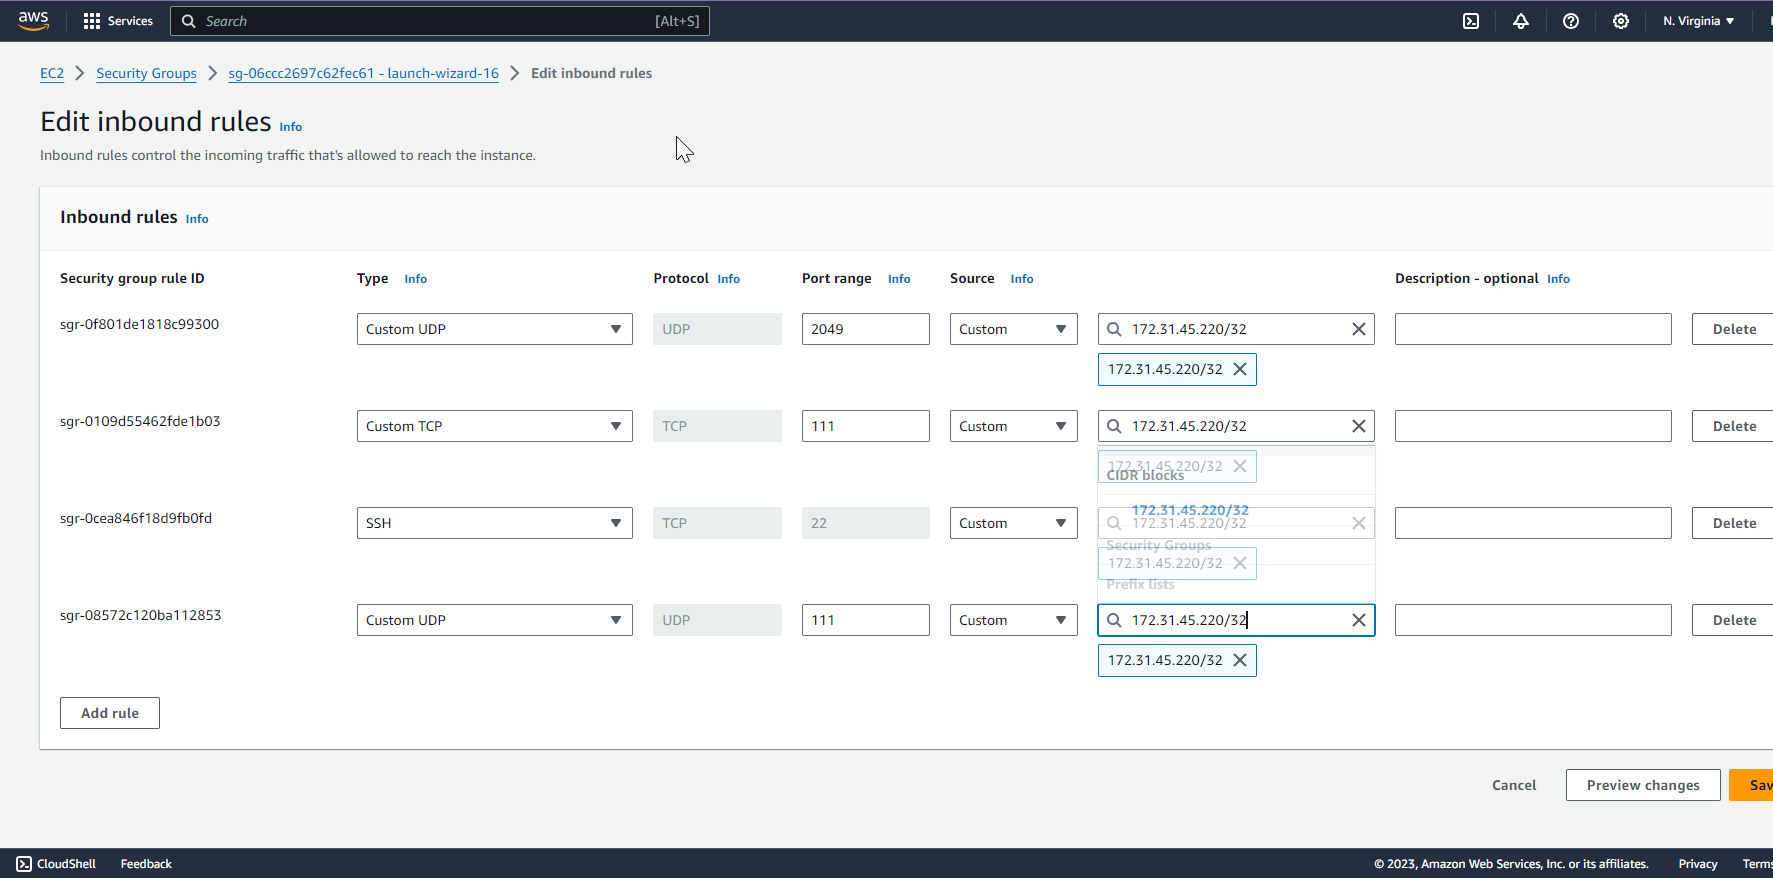 aws Services Search [Alt+S] N. Virginia
EC2 Security Groups sg-06ccc2697c62fec61 - launch-wizard-16 Edit inbound rules
Edit inbound rules Info
Inbound rules control the incoming traffic that's allowed to reach the instance.
Inbound rules Info
Security group rule ID Type Info Protocol Info Port range Info Source Info Description - optional Info
sgr-0f801de1818c99300 Custom UDP UDP 2049 Custom 172.31.45.220/32 Delete
172.31.45.220/32
sgr-0109d55462fde1b03 Custom TCP TCP 111 Custom 172.31.45.220/32 Delete
172.31.45.220/32
CIDR blocks
172.31.45.220/32
sgr-0cea846f18d9fb0fd SSH TCP 22 Custom 172.31.45.220/32 Delete
Security Groups
172.31.45.220/32
Prefix lists
sgr-08572c120ba112853 Custom UDP UDP 111 Custom 172.31.45.220/32 Delete
172.31.45.220/32
Add rule
Cancel Preview changes Sav
CloudShell Feedback © 2023, Amazon Web Services, Inc. or its affiliates. Privacy Terms